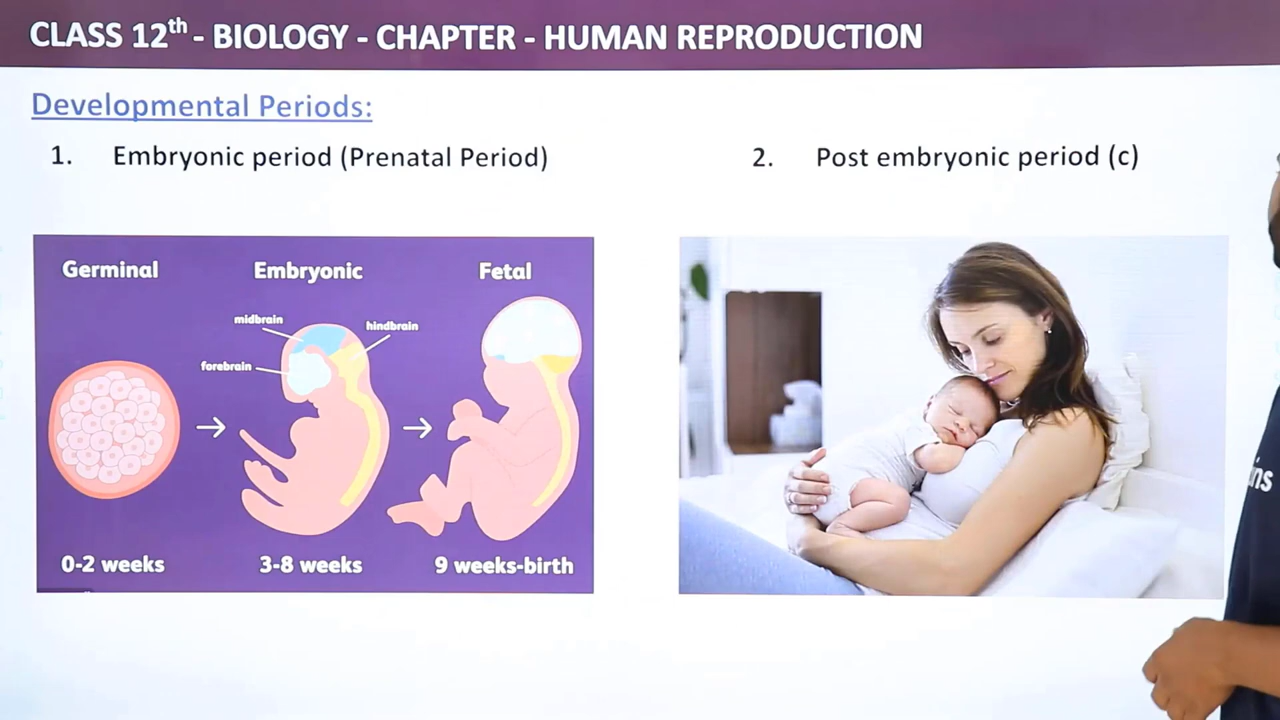 CLASS 12th - BIOLOGY - CHAPTER - HUMAN REPRODUCTION
Developmental Periods:
1. Embryonic period (Prenatal Period)
2. Post embryonic period (c)
Germinal
Embryonic
Fetal
midbrain
hindbrain
forebrain
0-2 weeks
3-8 weeks
9 weeks-birth